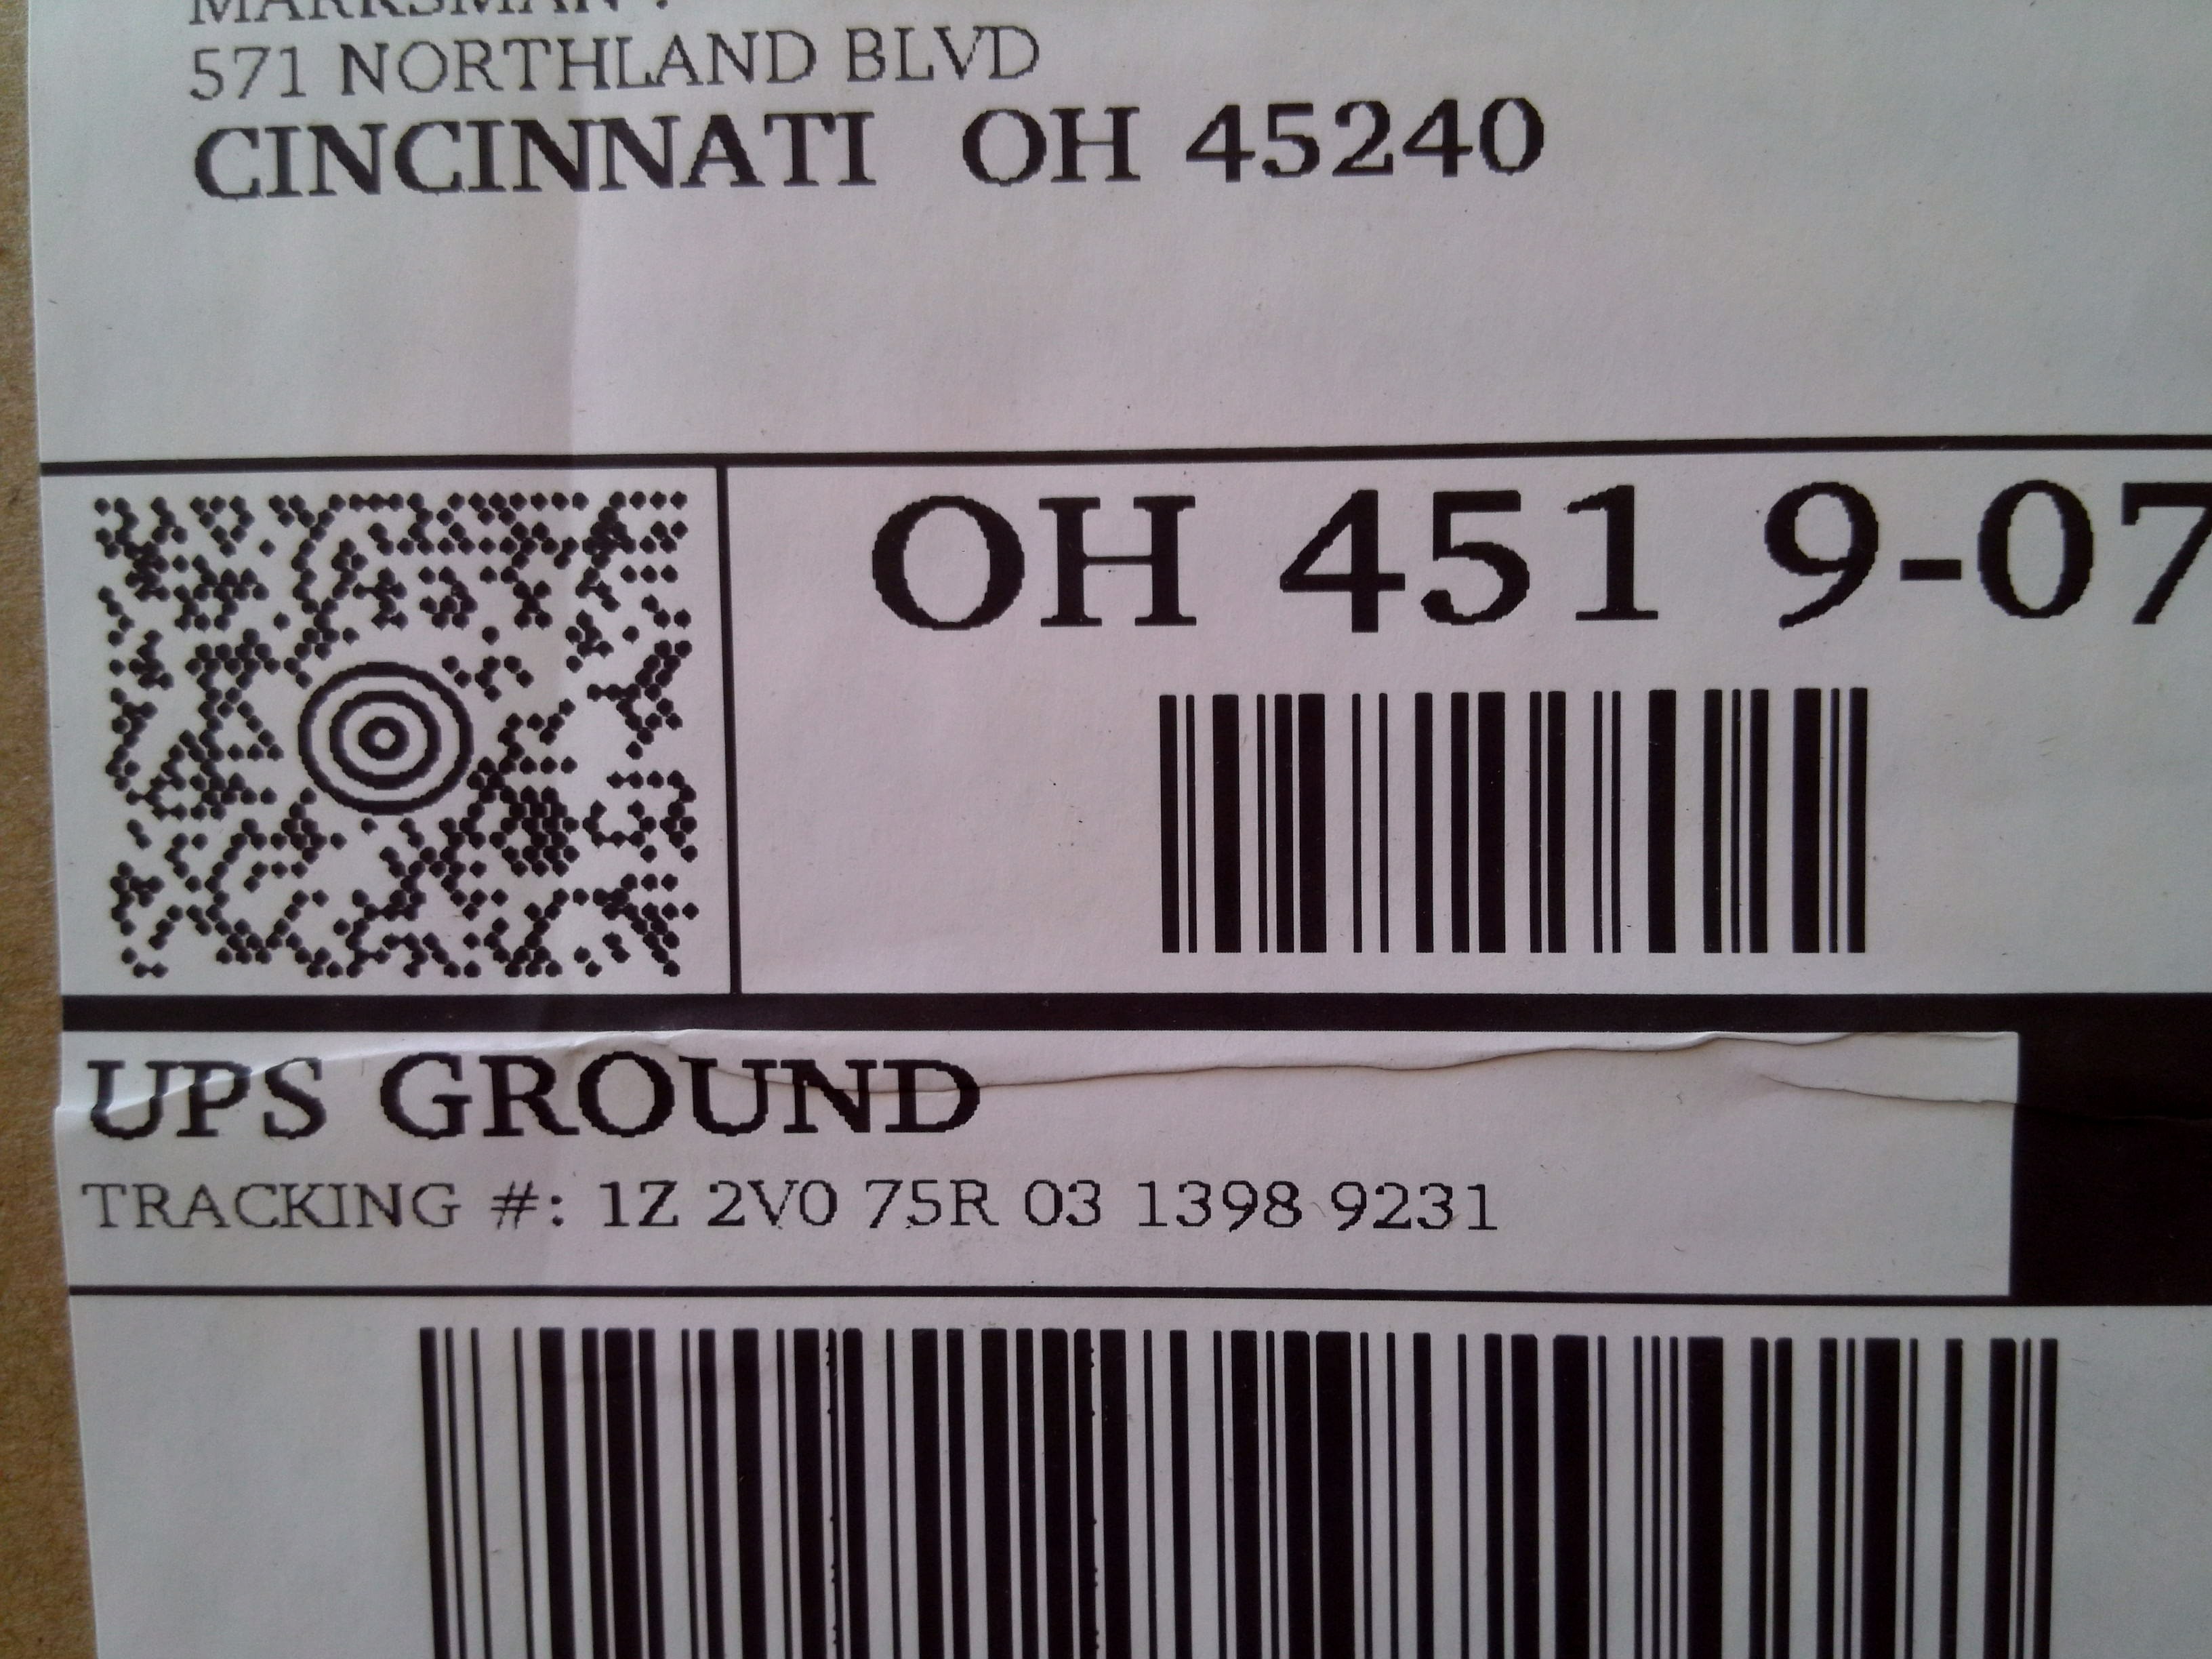 MARKSMAN .
571 NORTHLAND BLVD
CINCINNATI OH 45240
OH 451 9-07
UPS GROUND
TRACKING #: 1Z 2V0 75R 03 1398 9231